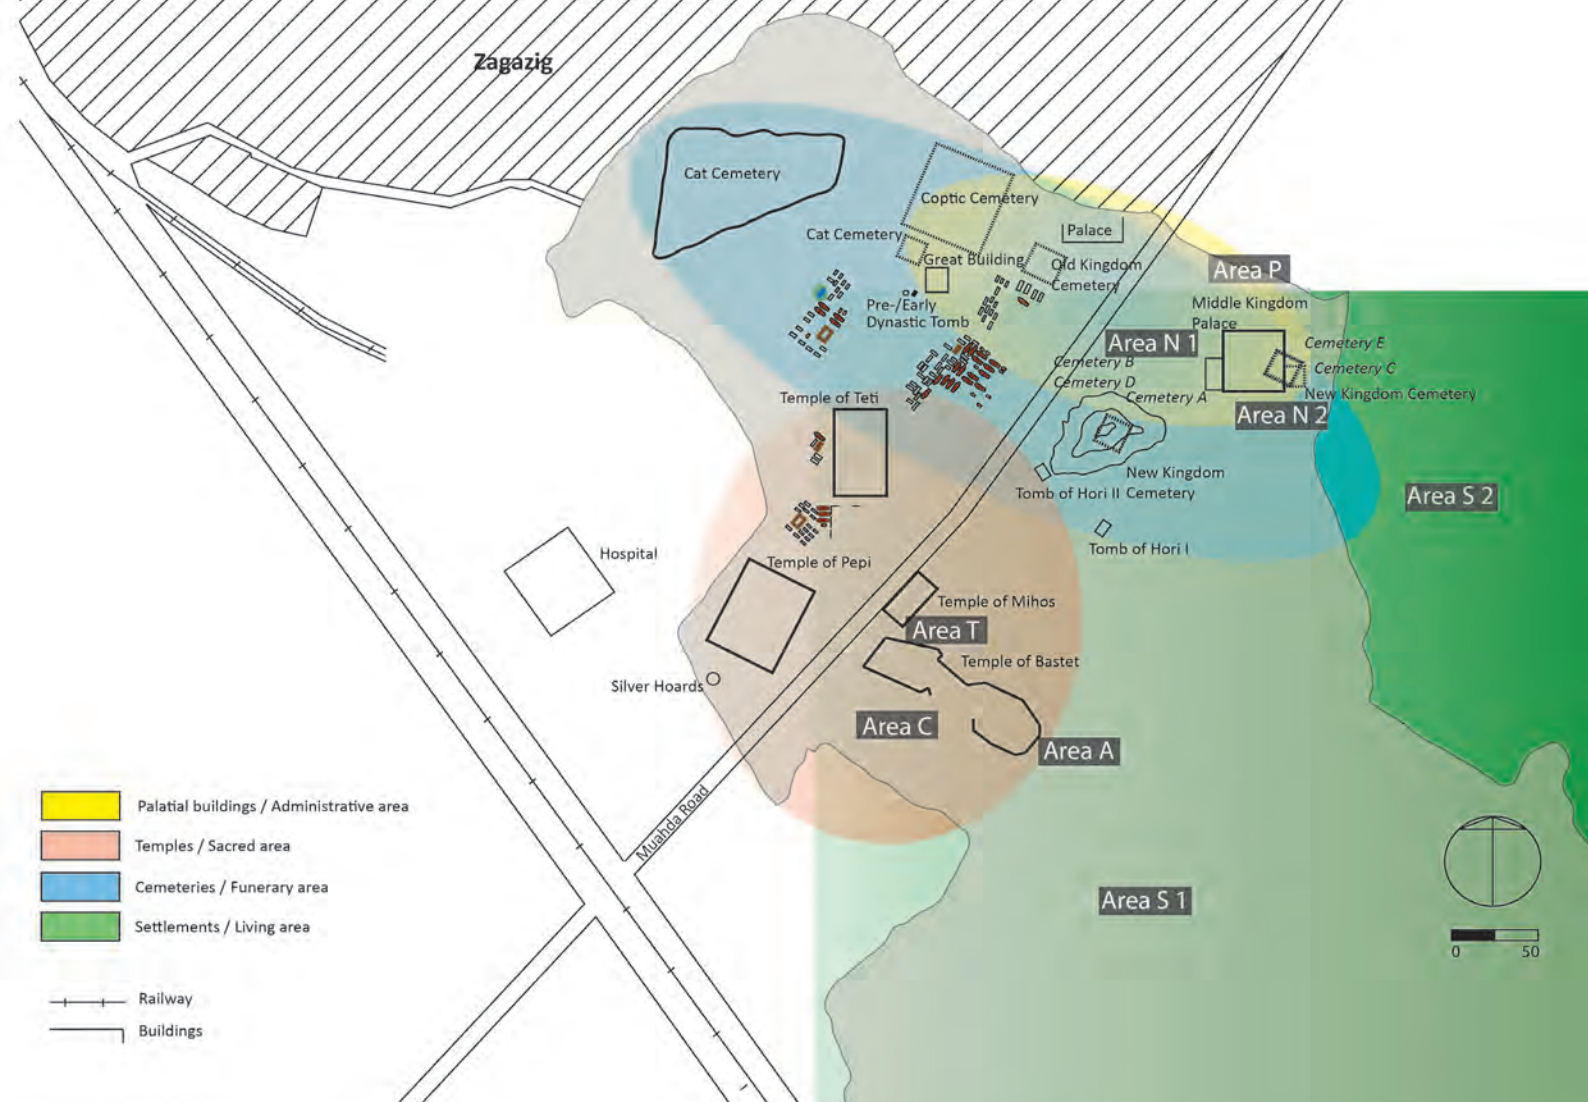 Zagazig
Cat Cemetery
Coptic Cemetery
Cat Cemetery
Palace
Great Building
Old Kingdom
Cemetery
Area P
Pre-/Early
Dynastic Tomb
Middle Kingdom
Palace
Area N 1
Cemetery E
Cemetery B
Cemetery C
Cemetery D
Cemetery A
New Kingdom Cemetery
Temple of Teti
Area N 2
New Kingdom
Cemetery
Tomb of Hori II
Area S 2
Tomb of Hori I
Hospital
Temple of Pepi
Temple of Mihos
Area T
Temple of Bastet
Silver Hoards
Area C
Area A
Muahda Road
Area S 1
Palatial buildings / Administrative area
Temples / Sacred area
Cemeteries / Funerary area
Settlements / Living area
Railway
Buildings
0 50